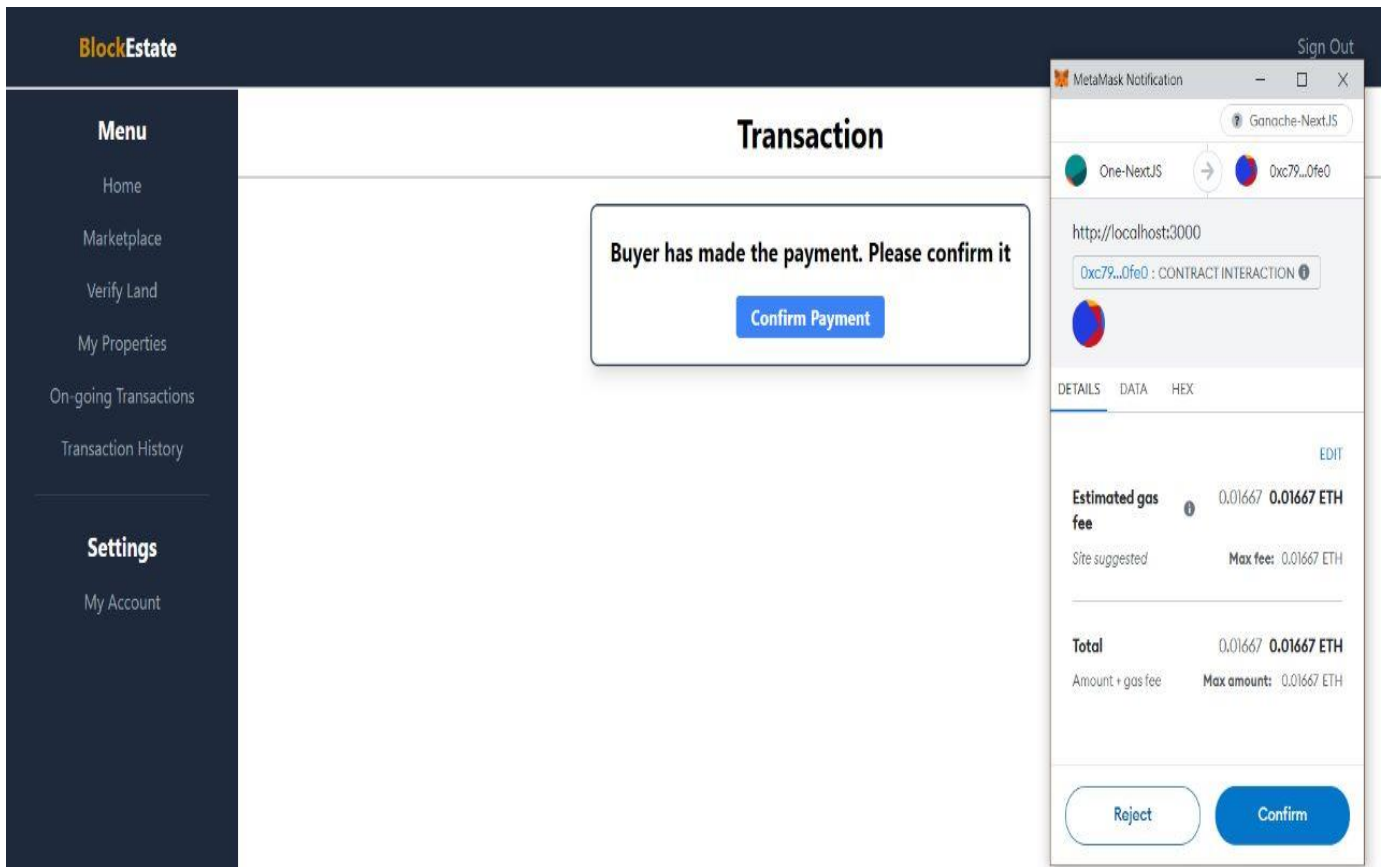 BlockEstate
Sign Out
Menu
Home
Marketplace
Verify Land
My Properties
On-going Transactions
Transaction History
Settings
My Account
Transaction
Buyer has made the payment. Please confirm it
Confirm Payment
MetaMask Notification
Ganache-NextJS
One-NextJS
0xc79...0fe0
http://localhost:3000
0xc79...0fe0 : CONTRACT INTERACTION
DETAILS DATA HEX
EDIT
Estimated gas fee 0.01667 0.01667 ETH
Site suggested Max fee: 0.01667 ETH
Total 0.01667 0.01667 ETH
Amount + gas fee Max amount: 0.01667 ETH
Reject
Confirm